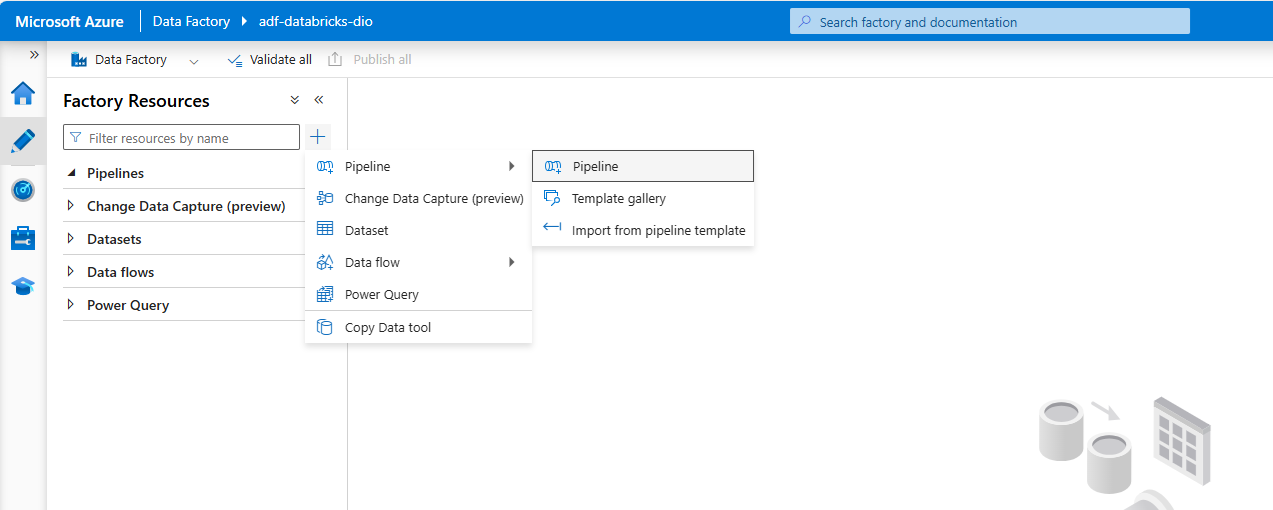 Microsoft Azure Data Factory adf-databricks-dio Search factory and documentation
Data Factory Validate all Publish all
Factory Resources
Filter resources by name
Pipelines
Change Data Capture (preview)
Datasets
Data flows
Power Query
Pipeline
Change Data Capture (preview)
Dataset
Data flow
Power Query
Copy Data tool
Pipeline
Template gallery
Import from pipeline template